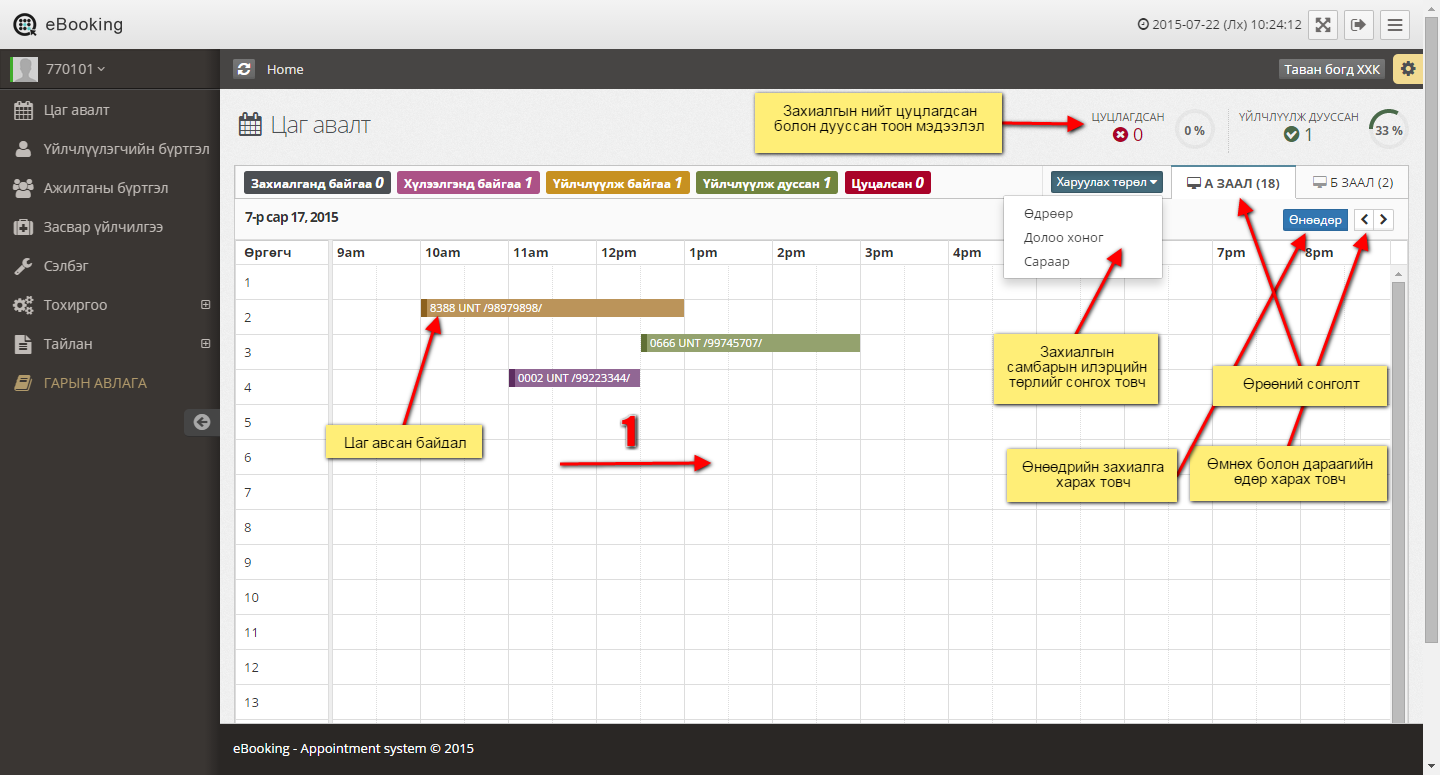 eBooking
2015-07-22 (Лх) 10:24:12
770101
Home
Таван богд ХХК
Цаг авалт
Үйлчлүүлэгчийн бүртгэл
Ажилтаны бүртгэл
Засвар үйлчилгээ
Сэлбэг
Тохиргоо
Тайлан
ГАРЫН АВЛАГА
Цаг авалт
Захиалгын нийт цуцлагдсан
болон дууссан тоон мэдээлэл
ЦУЦЛАГДСАН
0
0 %
ҮЙЛЧЛҮҮЛЖ ДУУССАН
1
33 %
Захиалганд байгаа 0
Хүлээлгэнд байгаа 1
Үйлчлүүлж байгаа 1
Үйлчлүүлж дуссан 1
Цуцалсан 0
Харуулах төрөл
А ЗААЛ (18)
Б ЗААЛ (2)
Өдрөөр
Долоо хоног
Сараар
7-р сар 17, 2015
Өнөөдөр
Өргөгч 9am 10am 11am 12pm 1pm 2pm 3pm 4pm 7pm 8pm
1
2
8388 UNT /98979898/
3
0666 UNT /99745707/
4
0002 UNT /99223344/
5
6
7
8
9
10
11
12
13
Цаг авсан байдал
1
Захиалгын
самбарын илэрцийн
төрлийг сонгох товч
Өрөөний сонголт
Өнөөдрийн захиалга
харах товч
Өмнөх болон дараагийн
өдөр харах товч
eBooking - Appointment system © 2015